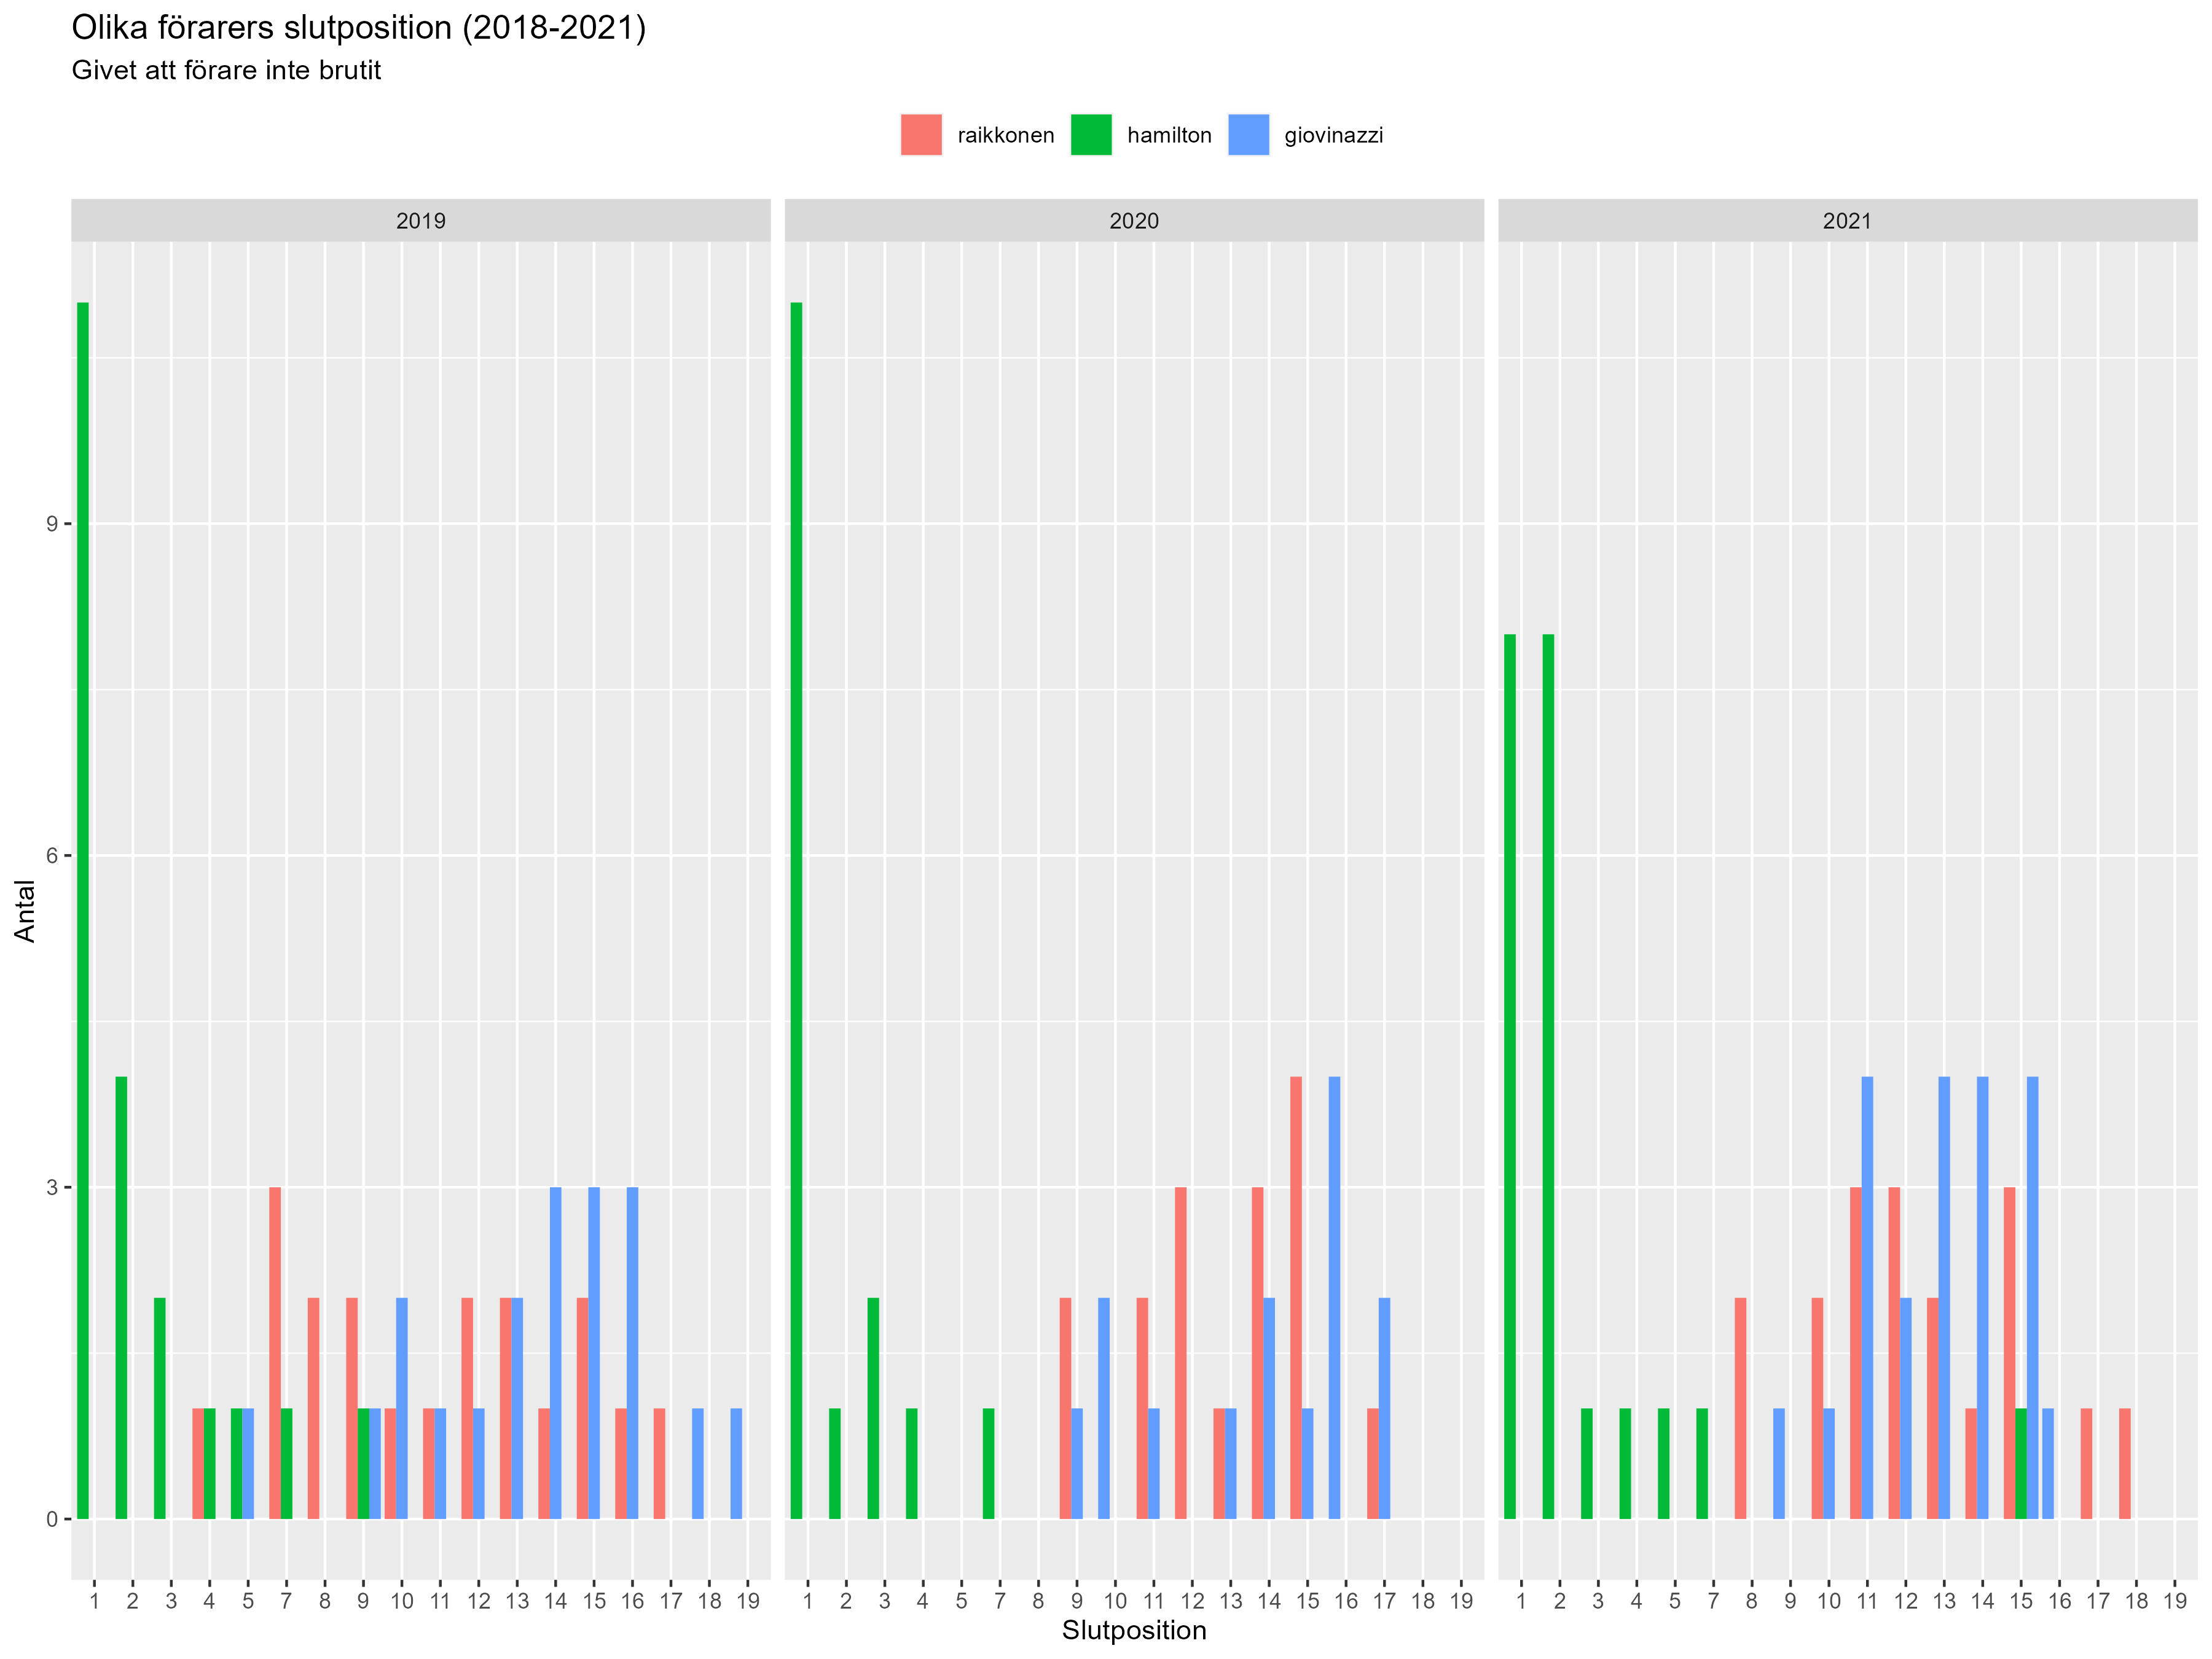 Olika förarers slutposition (2018-2021)
Givet att förare inte brutit
raikkonen hamilton giovinazzi
2019 2020 2021
9
6
3
0
Antal
1 2 3 4 5 7 8 9 10 11 12 13 14 15 16 17 18 19 1 2 3 4 5 7 8 9 10 11 12 13 14 15 16 17 18 19 1 2 3 4 5 7 8 9 10 11 12 13 14 15 16 17 18 19
Slutposition